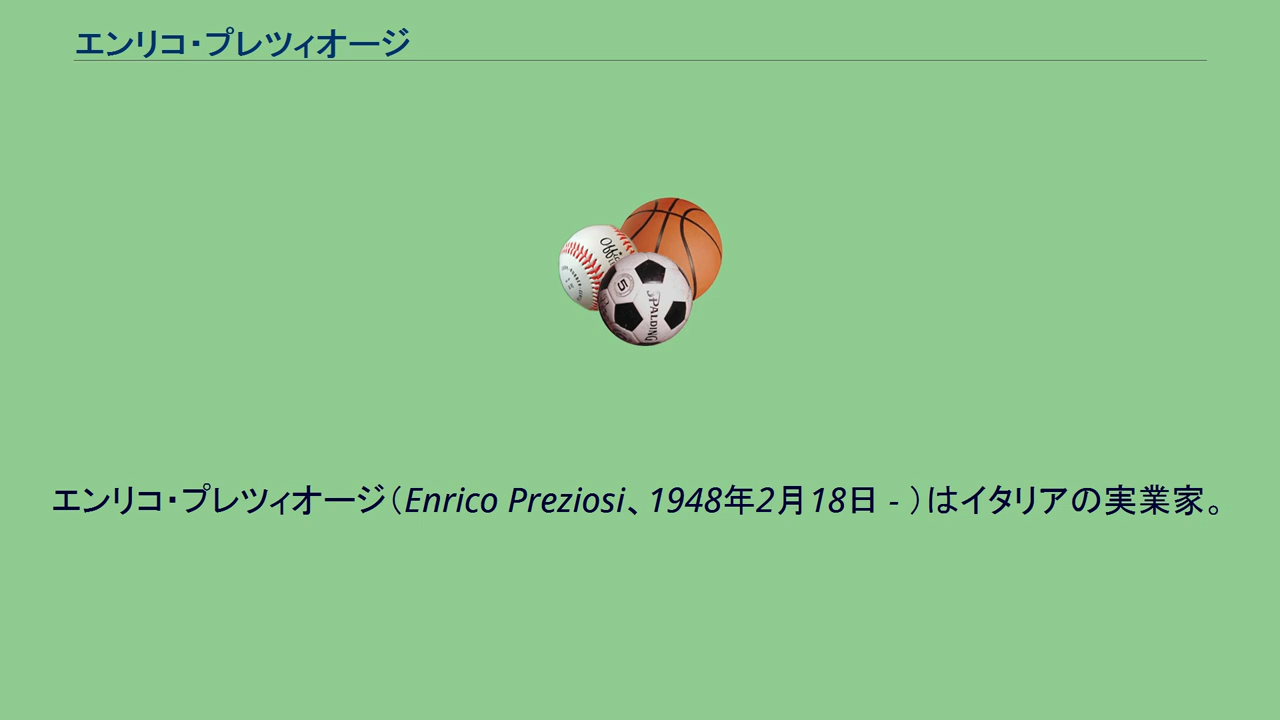 エンリコ・プレツィオージ
Offi
5
SPALDING
エンリコ・プレツィオージ（Enrico Preziosi、1948年2月18日 - ）はイタリアの実業家。